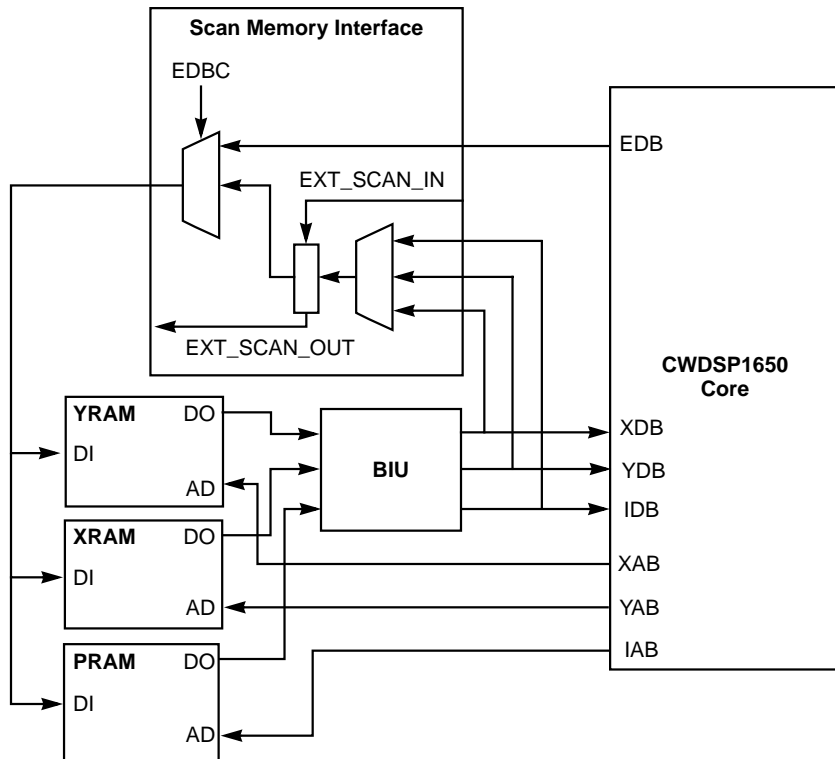 Scan Memory Interface
EDBC
EDB
EXT_SCAN_IN
EXT_SCAN_OUT
CWDSP1650
Core
YRAM
DO
DI
AD
BIU
XDB
YDB
IDB
XRAM
DO
DI
AD
XAB
YAB
IAB
PRAM
DO
DI
AD